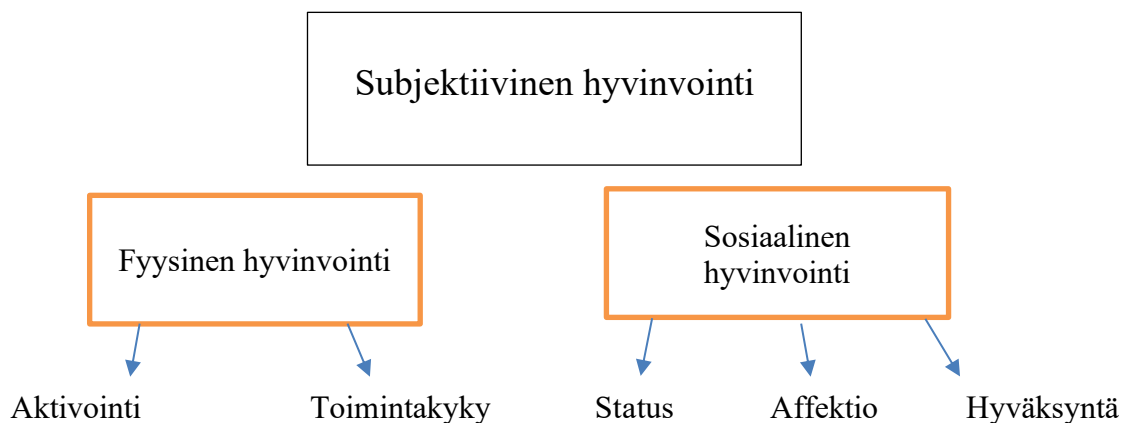 Subjektiivinen hyvinvointi
Fyysinen hyvinvointi
Sosiaalinen
hyvinvointi
Aktivointi
Toimintakyky
Status
Affektio
Hyväksyntä